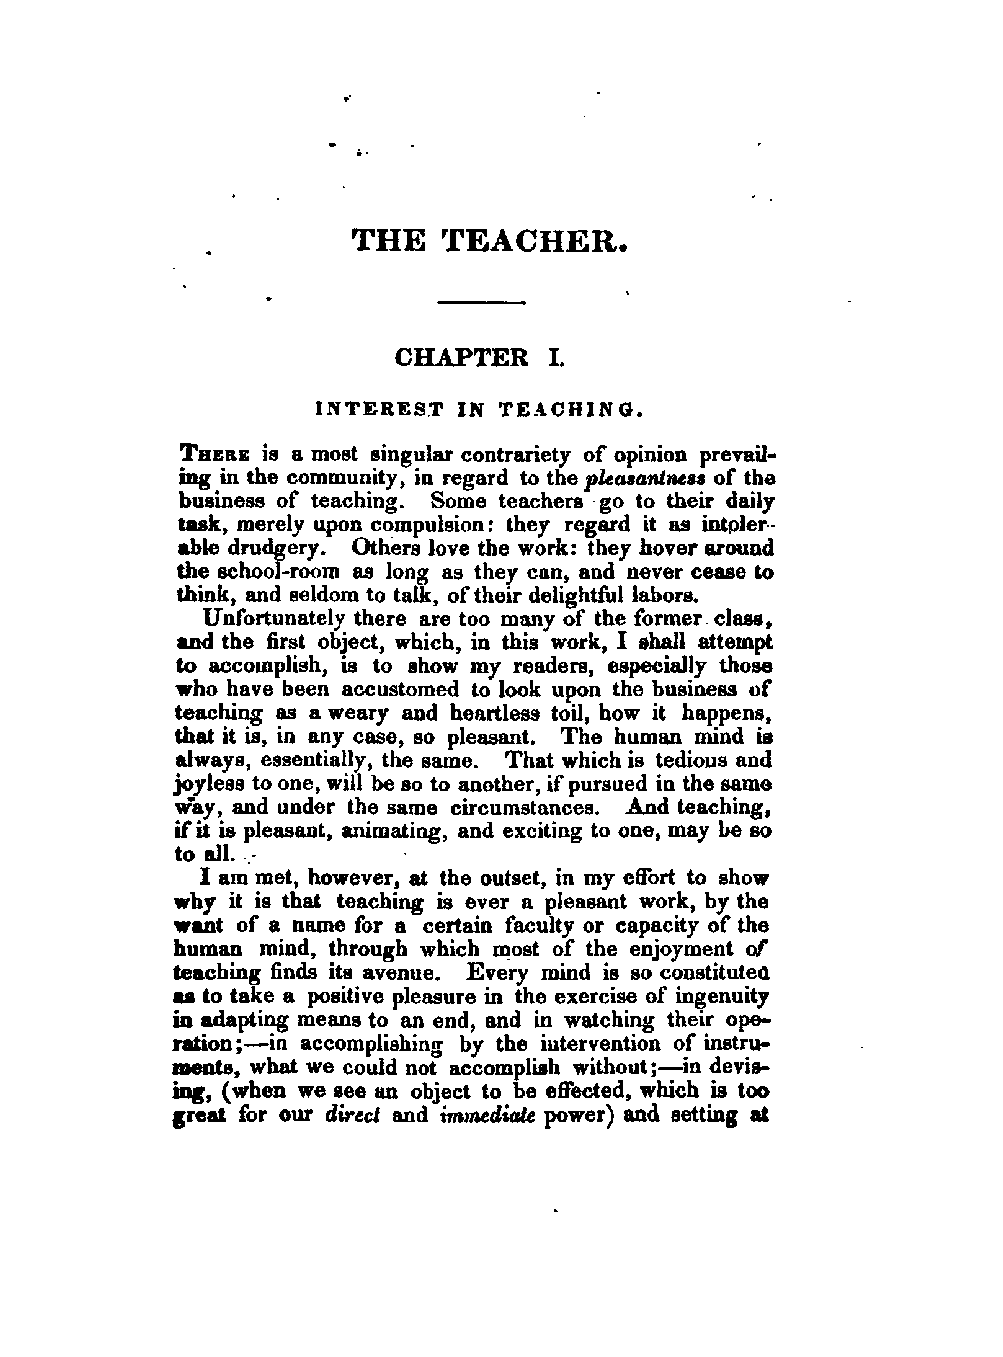 THE TEACHER.
CHAPTER I.
INTEREST IN TEACHING.
THERE is a most singular contrariety of opinion prevail-
ing in the community, in regard to the pleasantness of the
business of teaching. Some teachers go to their daily
task, merely upon compulsion: they regard it as intoler-
able drudgery. Others love the work: they hover around
the school-room as long as they can, and never cease to
think, and seldom to talk, of their delightful labors.
Unfortunately there are too many of the former class,
and the first object, which, in this work, I shall attempt
to accomplish, is to show my readers, especially those
who have been accustomed to look upon the business of
teaching as a weary and heartless toil, how it happens,
that it is, in any case, so pleasant. The human mind is
always, essentially, the same. That which is tedious and
joyless to one, will be so to another, if pursued in the same
way, and under the same circumstances. And teaching,
if it is pleasant, animating, and exciting to one, may be so
to all.
I am met, however, at the outset, in my effort to show
why it is that teaching is ever a pleasant work, by the
want of a name for a certain faculty or capacity of the
human mind, through which most of the enjoyment of
teaching finds its avenue. Every mind is so constituted
as to take a positive pleasure in the exercise of ingenuity
in adapting means to an end, and in watching their ope-
ration;—in accomplishing by the intervention of instru-
ments, what we could not accomplish without;—in devis-
ing, (when we see an object to be effected, which is too
great for our direct and immediate power) and setting at